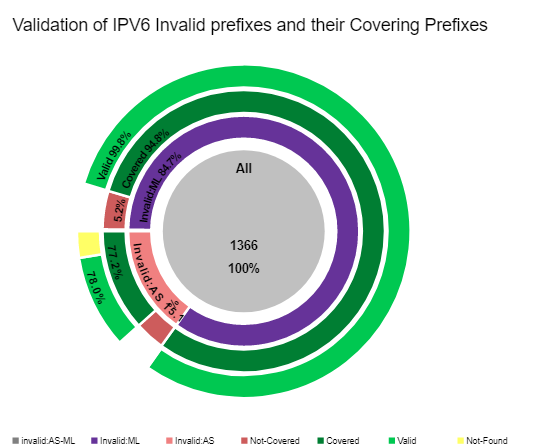 Validation of IPV6 Invalid prefixes and their Covering Prefixes
Valid 99.8%
Covered 94.8%
Invalid:ML 84.7%
All
5.2%
1366
100%
77.2%
Invalid:AS
78.0%
invalid:AS-ML
Invalid:ML
Invalid:AS
Not-Covered
Covered
Valid
Not-Found